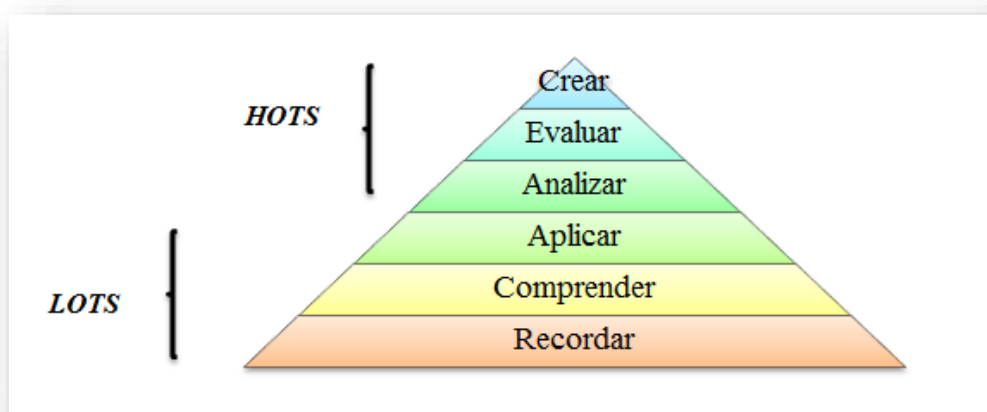 Crear
HOTS
Evaluar
Analizar
Aplicar
Comprender
LOTS
Recordar